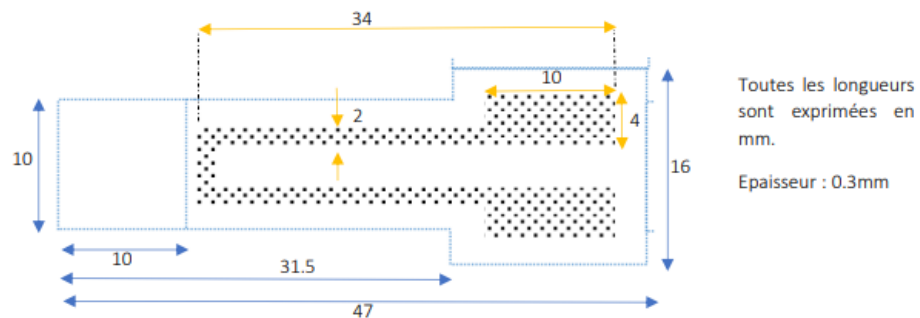 34
10
Toutes les longueurs
sont exprimées en
mm.
2
4
10
16
Epaisseur : 0.3mm
10
31.5
47